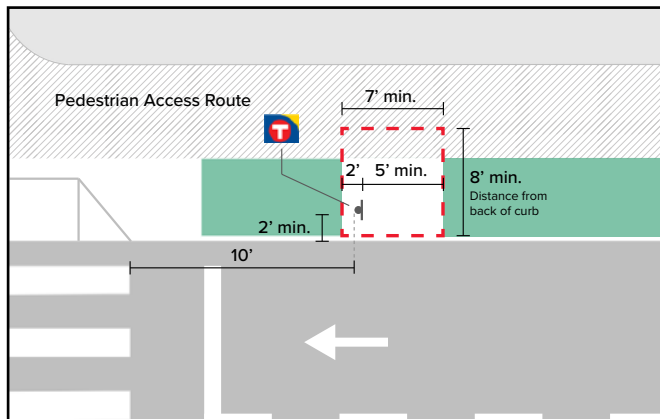 7’ min.
Pedestrian Access Route
T
2’ 5’ min.
8’ min.
Distance from
back of curb
2’ min.
10’